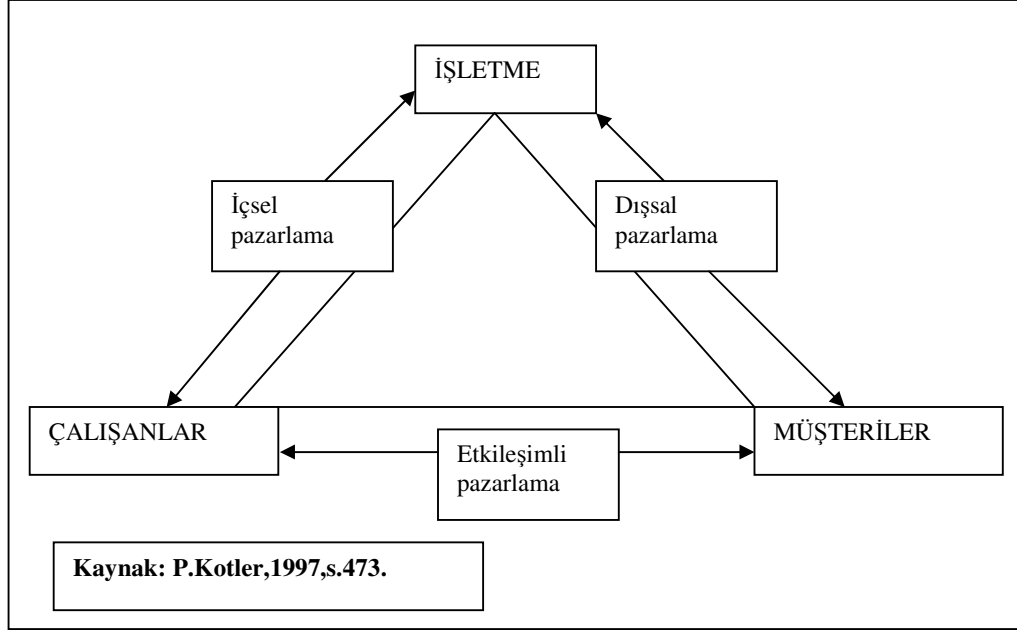 İŞLETME
İçsel
pazarlama
Dışsal
pazarlama
ÇALIŞANLAR
Etkileşimli
pazarlama
MÜŞTERİLER
Kaynak: P.Kotler,1997,s.473.